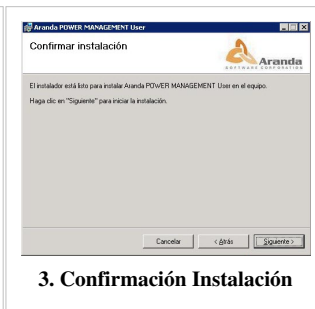 Aranda POWER MANAGEMENT User
Confirmar instalación
Aranda
SOFTWARE CORPORATION
El instalador está listo para instalar Aranda POWER MANAGEMENT User en el equipo.
Haga clic en "Siguiente" para iniciar la instalación.
Cancelar
< Atrás
Siguiente >
3. Confirmación Instalación